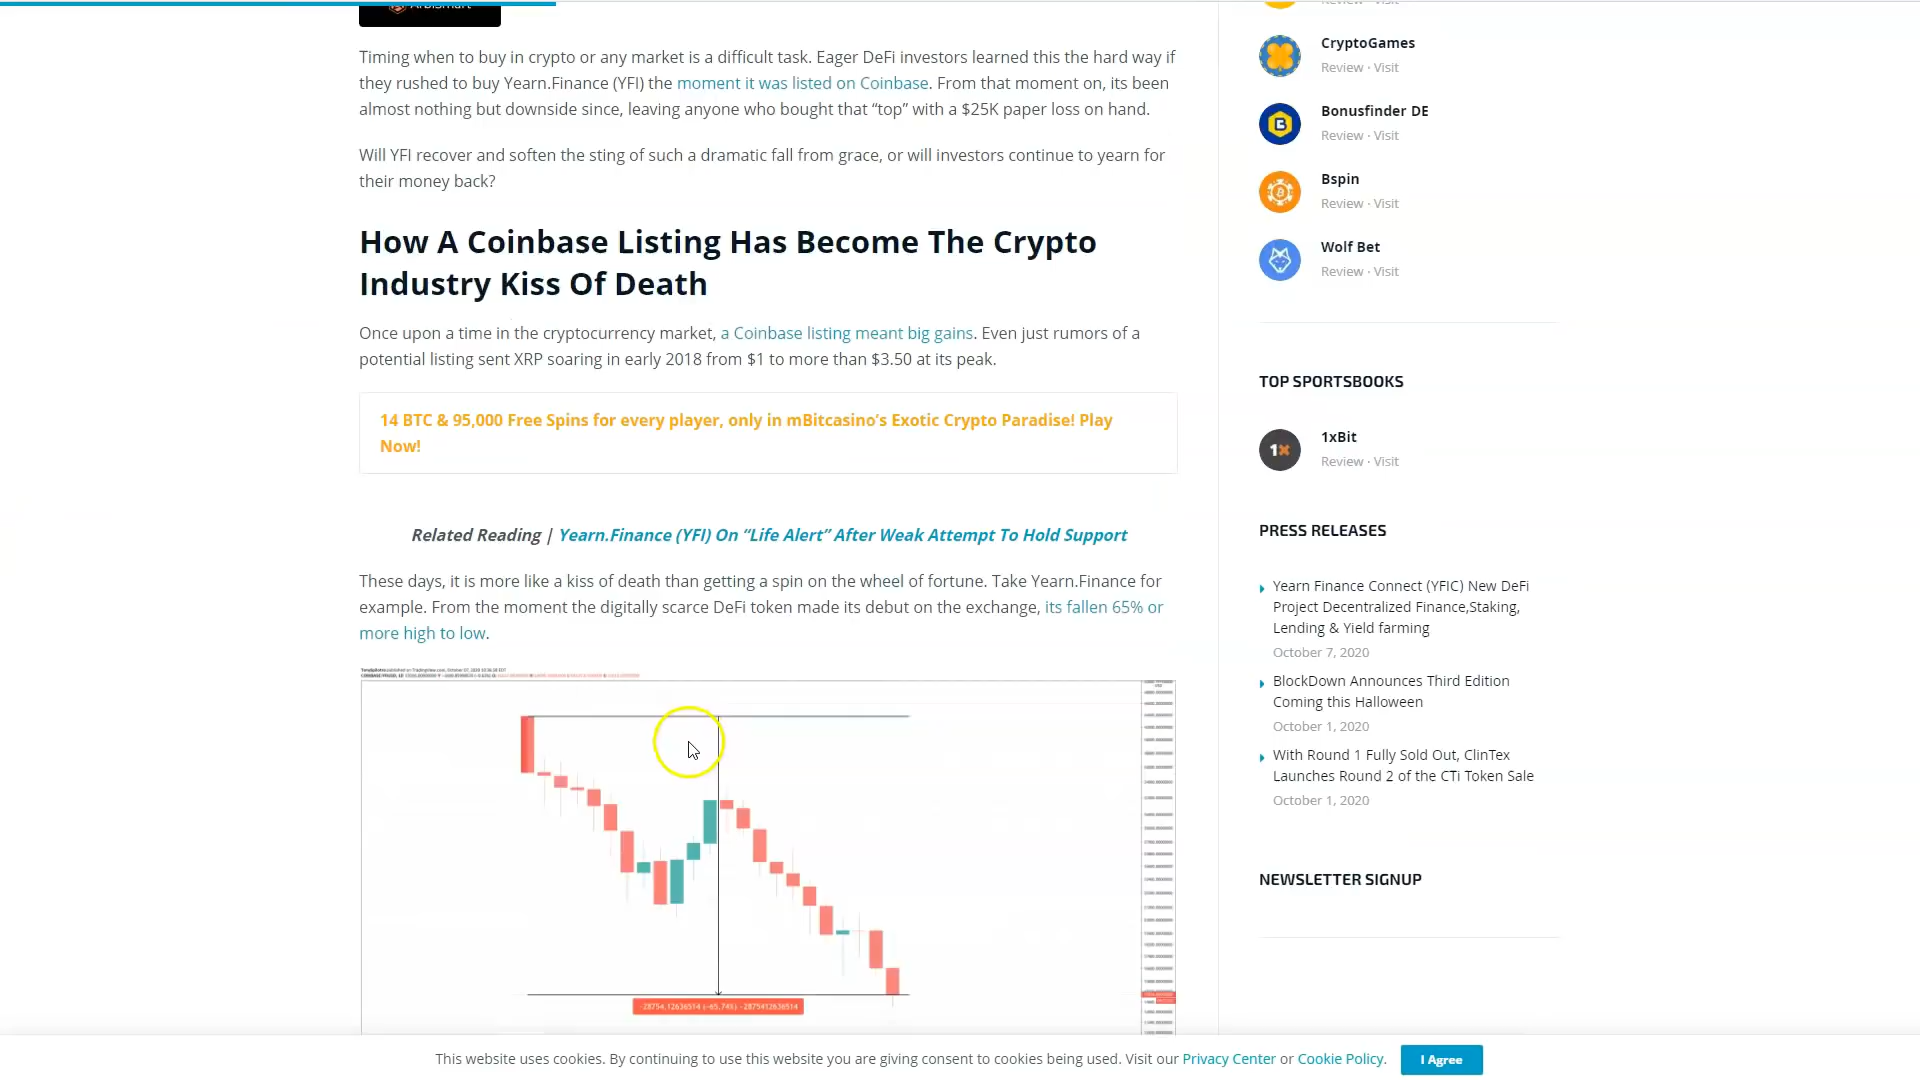 Timing when to buy in crypto or any market is a difficult task. Eager DeFi investors learned this the hard way if
they rushed to buy Yearn.Finance (YFI) the moment it was listed on Coinbase. From that moment on, its been
almost nothing but downside since, leaving anyone who bought that “top” with a $25K paper loss on hand.
Will YFI recover and soften the sting of such a dramatic fall from grace, or will investors continue to yearn for
their money back?
How A Coinbase Listing Has Become The Crypto
Industry Kiss Of Death
Once upon a time in the cryptocurrency market, a Coinbase listing meant big gains. Even just rumors of a
potential listing sent XRP soaring in early 2018 from $1 to more than $3.50 at its peak.
14 BTC & 95,000 Free Spins for every player, only in mBitcasino’s Exotic Crypto Paradise! Play
Now!
Related Reading | Yearn.Finance (YFI) On “Life Alert” After Weak Attempt To Hold Support
These days, it is more like a kiss of death than getting a spin on the wheel of fortune. Take Yearn.Finance for
example. From the moment the digitally scarce DeFi token made its debut on the exchange, its fallen 65% or
more high to low.
-28754.12636514 (-65.74%) -2875412636514
CryptoGames
Review · Visit
Bonusfinder DE
Review · Visit
Bspin
Review · Visit
Wolf Bet
Review · Visit
TOP SPORTSBOOKS
1x
1xBit
Review · Visit
PRESS RELEASES
Yearn Finance Connect (YFIC) New DeFi
Project Decentralized Finance,Staking,
Lending & Yield farming
October 7, 2020
BlockDown Announces Third Edition
Coming this Halloween
October 1, 2020
With Round 1 Fully Sold Out, ClinTex
Launches Round 2 of the CTi Token Sale
October 1, 2020
NEWSLETTER SIGNUP
This website uses cookies. By continuing to use this website you are giving consent to cookies being used. Visit our Privacy Center or Cookie Policy. I Agree